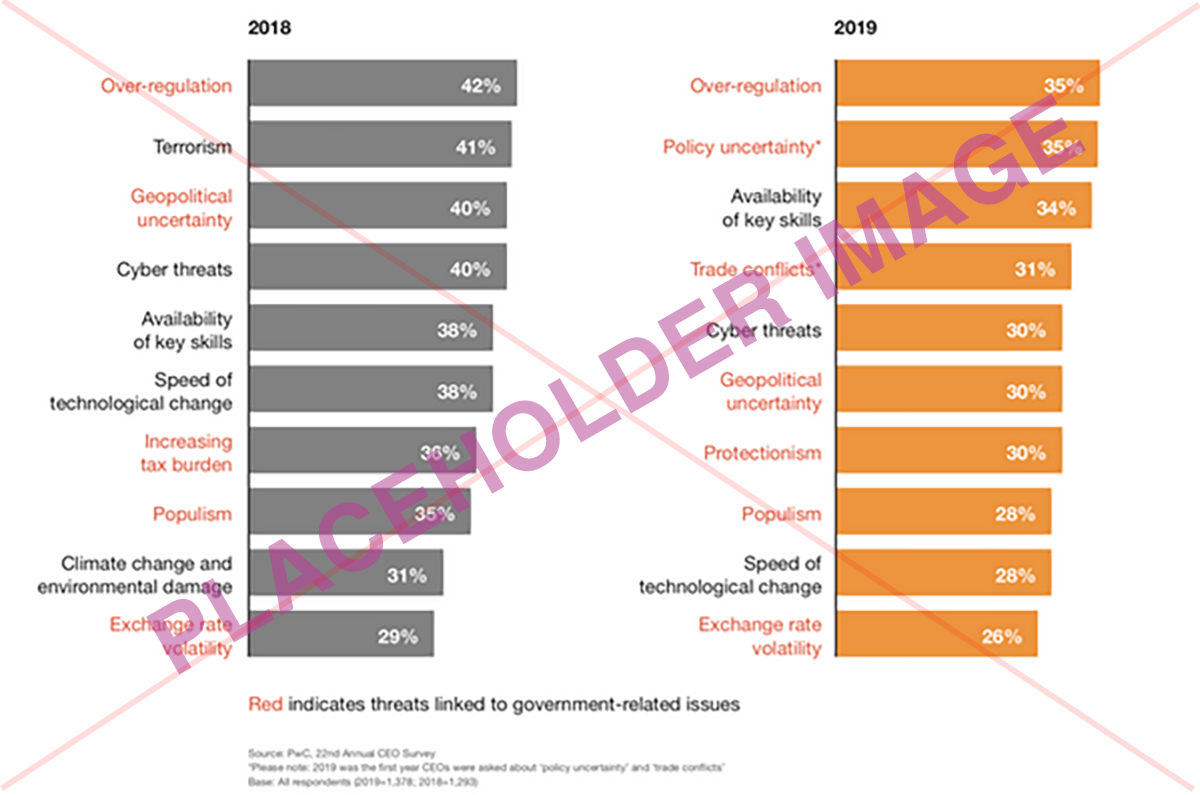 2018
Over-regulation
42%
Terrorism
41%
Geopolitical
uncertainty
40%
Cyber threats
40%
Availability
of key skills
38%
Speed of
technological change
38%
Increasing
tax burden
36%
Populism
35%
Climate change and
environmental damage
31%
Exchange rate
volatility
29%
2019
Over-regulation
35%
Policy uncertainty*
35%
Availability
of key skills
34%
Trade conflicts*
31%
Cyber threats
30%
Geopolitical
uncertainty
30%
Protectionism
30%
Populism
28%
Speed of
technological change
28%
Exchange rate
volatility
26%
PLACEHOLDER IMAGE
Red indicates threats linked to government-related issues
Source: PwC, 22nd Annual CEO Survey
*Please note: 2019 was the first year CEOs were asked about 'policy uncertainty' and 'trade conflicts'
Base: All respondents (2019=1,378; 2018=1,293)